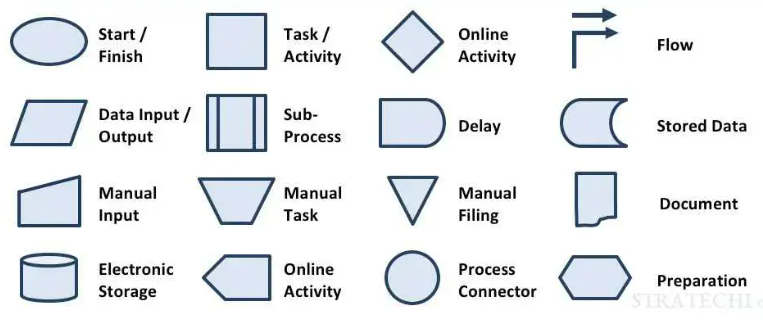 Start /
Finish
Task /
Activity
Online
Activity
Flow
Data Input /
Output
Sub-
Process
Delay
Stored Data
Manual
Input
Manual
Task
Manual
Filing
Document
Electronic
Storage
Online
Activity
Process
Connector
Preparation
STRATECHI